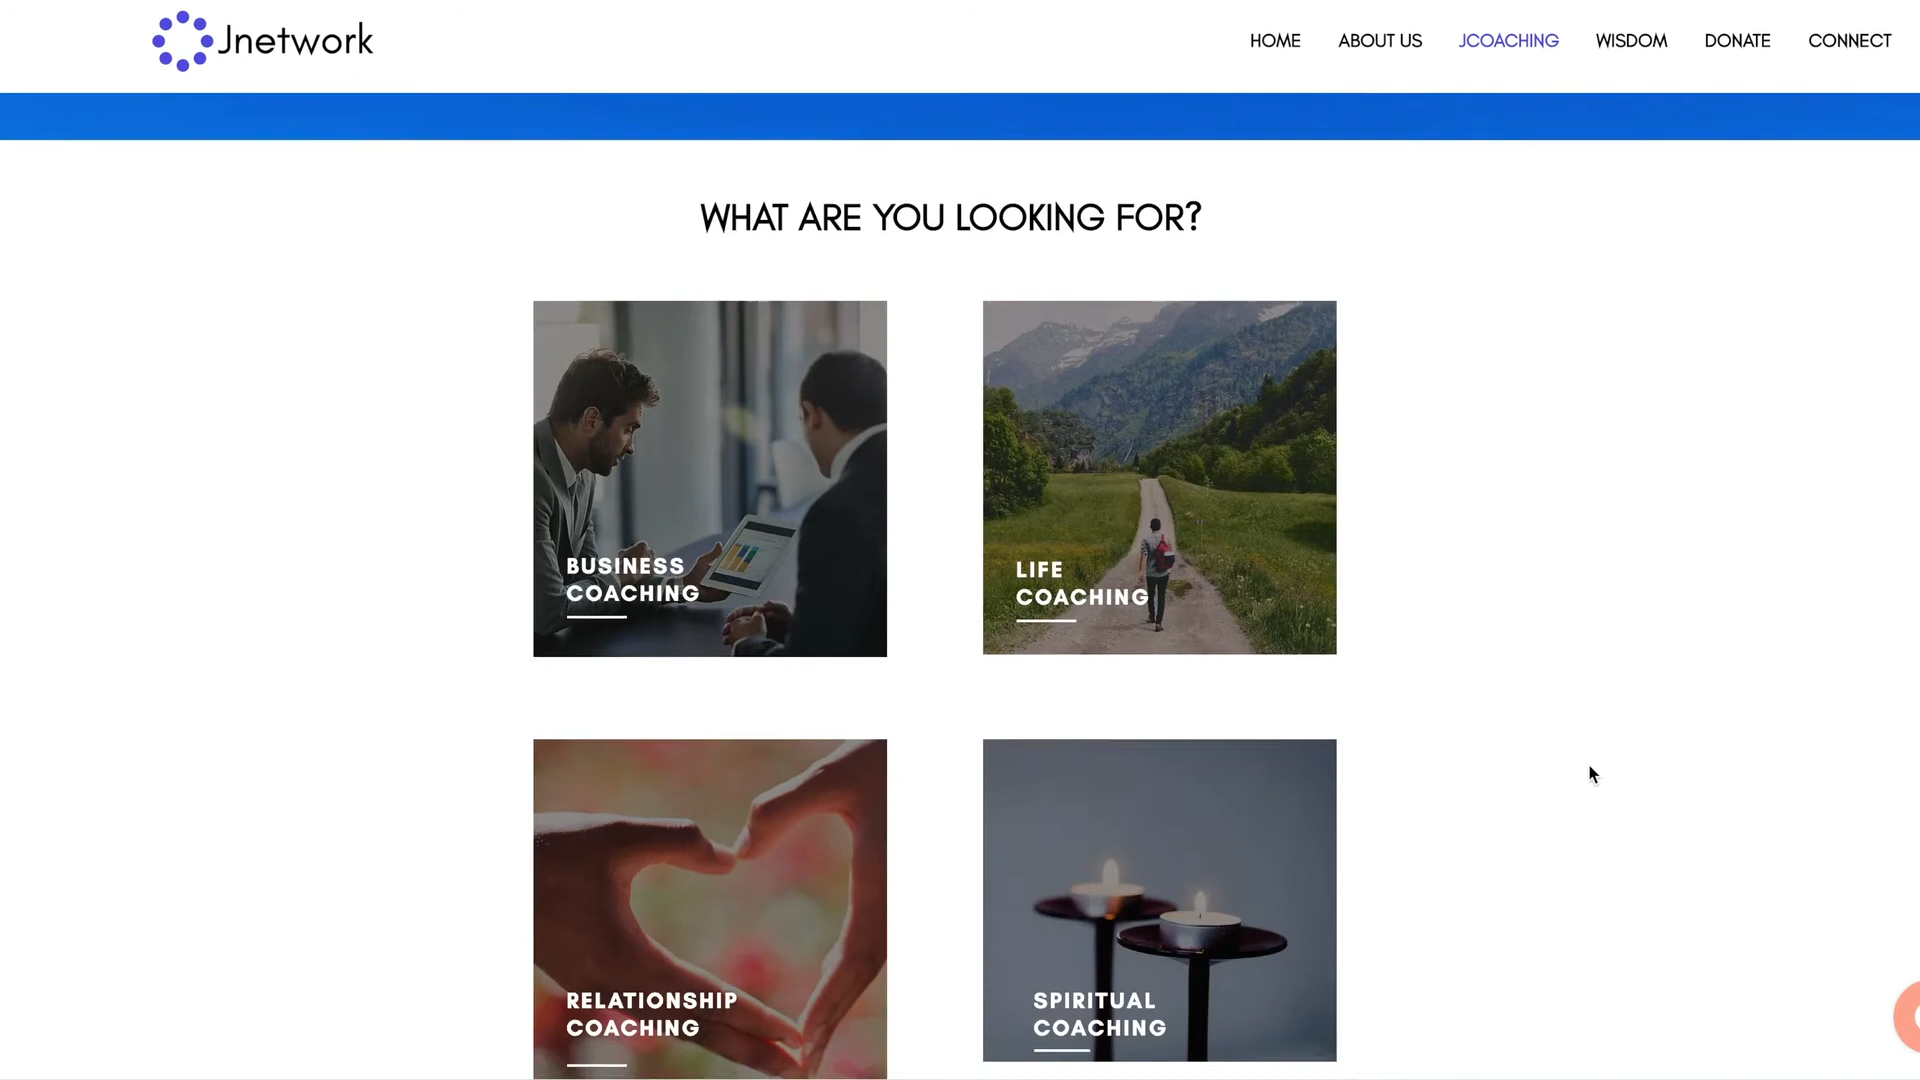 Jnetwork
HOME ABOUT US JCOACHING WISDOM DONATE CONNECT
WHAT ARE YOU LOOKING FOR?
BUSINESS
COACHING
LIFE
COACHING
RELATIONSHIP
COACHING
SPIRITUAL
COACHING